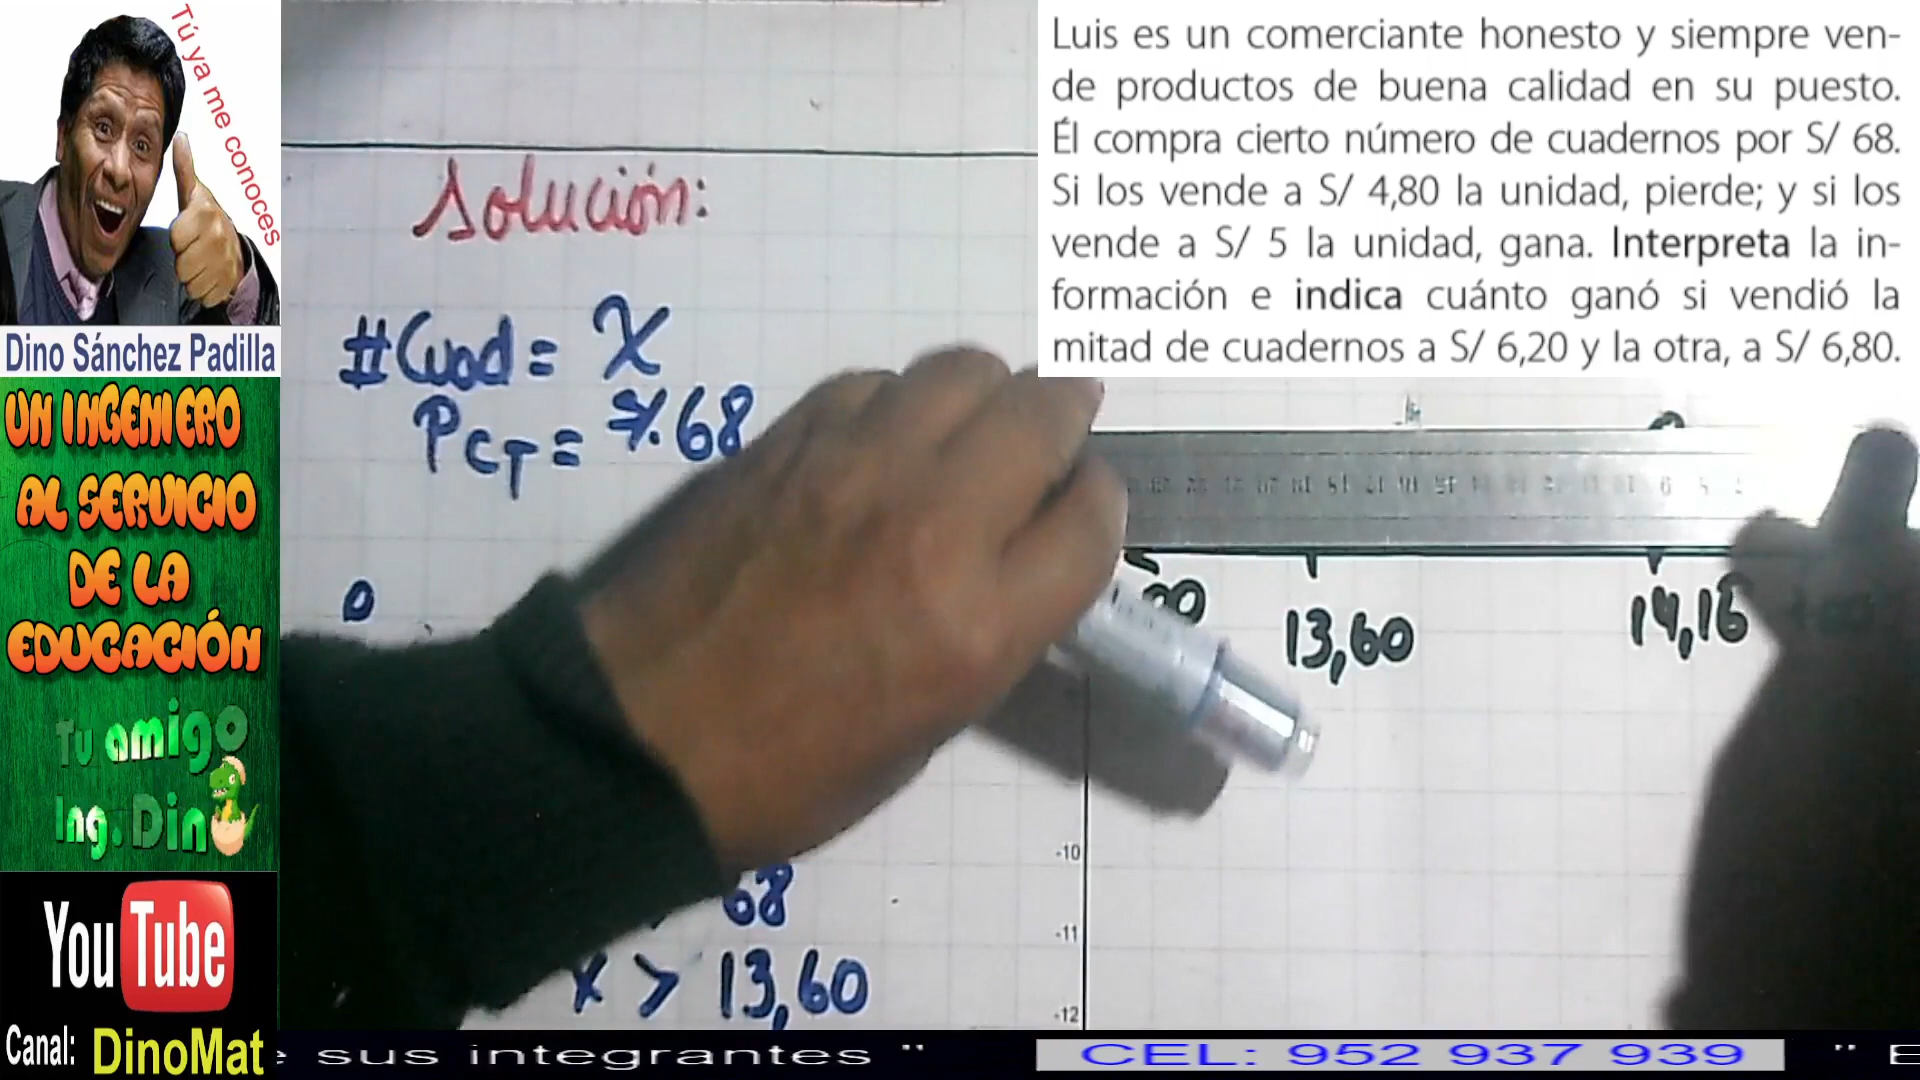 Tú ya me conoces
Dino Sánchez Padilla
UN INGENIERO
AL SERVICIO
DE LA
EDUCACIÓN
Tu amigo
Ing. Dino
YouTube
Canal: DinoMat
Luis es un comerciante honesto y siempre ven-
de productos de buena calidad en su puesto.
Él compra cierto número de cuadernos por S/ 68.
Si los vende a S/ 4,80 la unidad, pierde; y si los
vende a S/ 5 la unidad, gana. Interpreta la in-
formación e indica cuánto ganó si vendió la
mitad de cuadernos a S/ 6,20 y la otra, a S/ 6,80.
Solución:
#Cuad = x
PCT = S/. 68
0
13,60
14,16
68
x > 13,60
-10
-11
-12
sus integrantes "
CEL: 952 937 939
" E